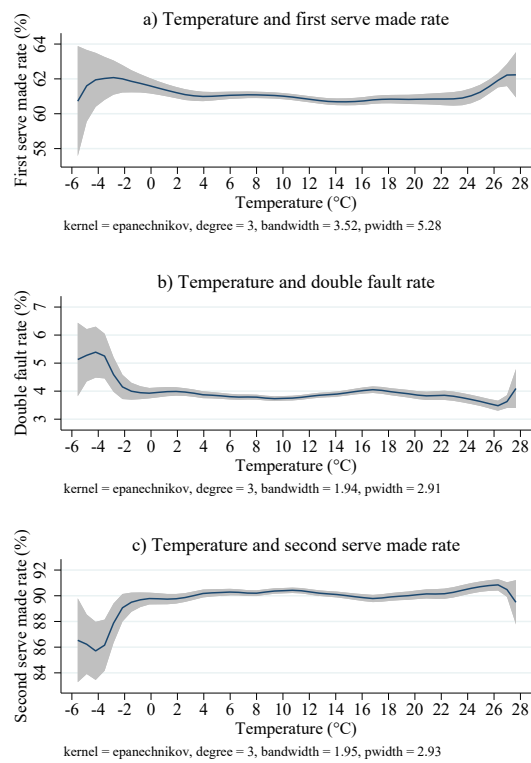 a) Temperature and first serve made rate
First serve made rate (%)
64
62
60
58
-6 -4 -2 0 2 4 6 8 10 12 14 16 18 20 22 24 26 28
Temperature (°C)
kernel = epanechnikov, degree = 3, bandwidth = 3.52, pwidth = 5.28
b) Temperature and double fault rate
Double fault rate (%)
7
6
5
4
3
-6 -4 -2 0 2 4 6 8 10 12 14 16 18 20 22 24 26 28
Temperature (°C)
kernel = epanechnikov, degree = 3, bandwidth = 1.94, pwidth = 2.91
c) Temperature and second serve made rate
Second serve made rate (%)
92
90
88
86
84
-6 -4 -2 0 2 4 6 8 10 12 14 16 18 20 22 24 26 28
Temperature (°C)
kernel = epanechnikov, degree = 3, bandwidth = 1.95, pwidth = 2.93